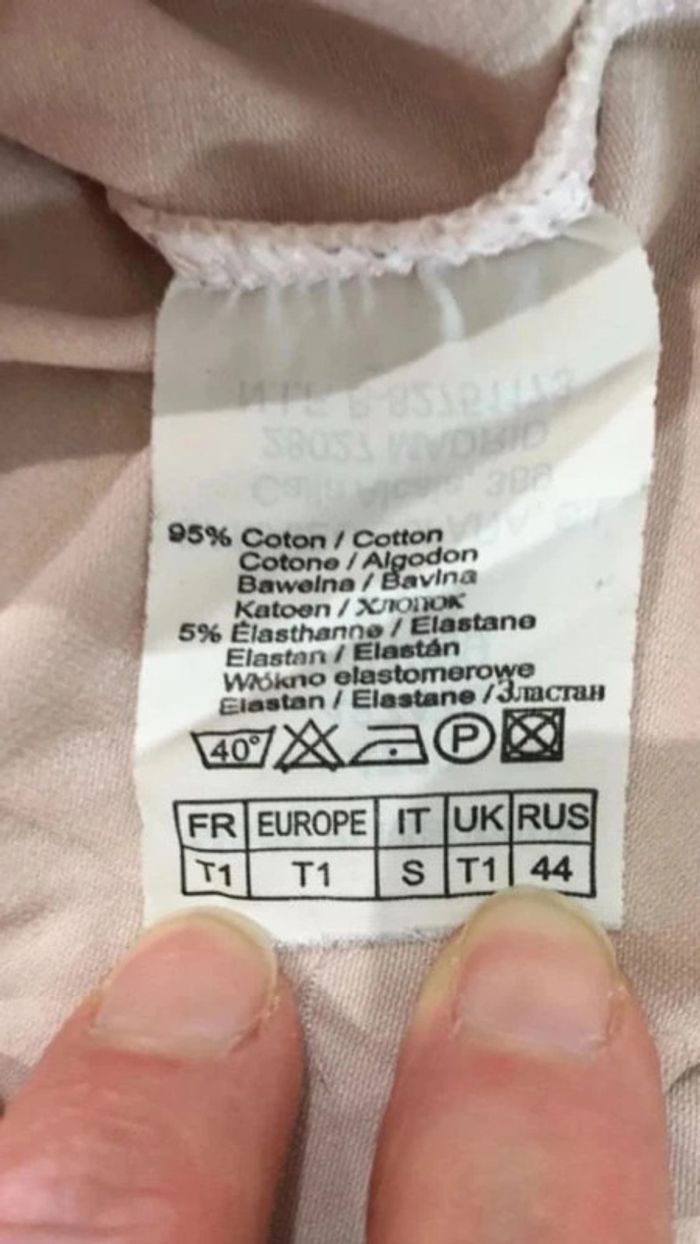 95% Coton / Cotton
Cotone / Algodon
Bawelna / Bavlna
Katoen / Хлопок
5% Élasthanne / Elastane
Elastan / Elastán
Włókno elastomerowe
Elastan / Elastane / Эластан
40° P
FR EUROPE IT UK RUS
T1 T1 S T1 44